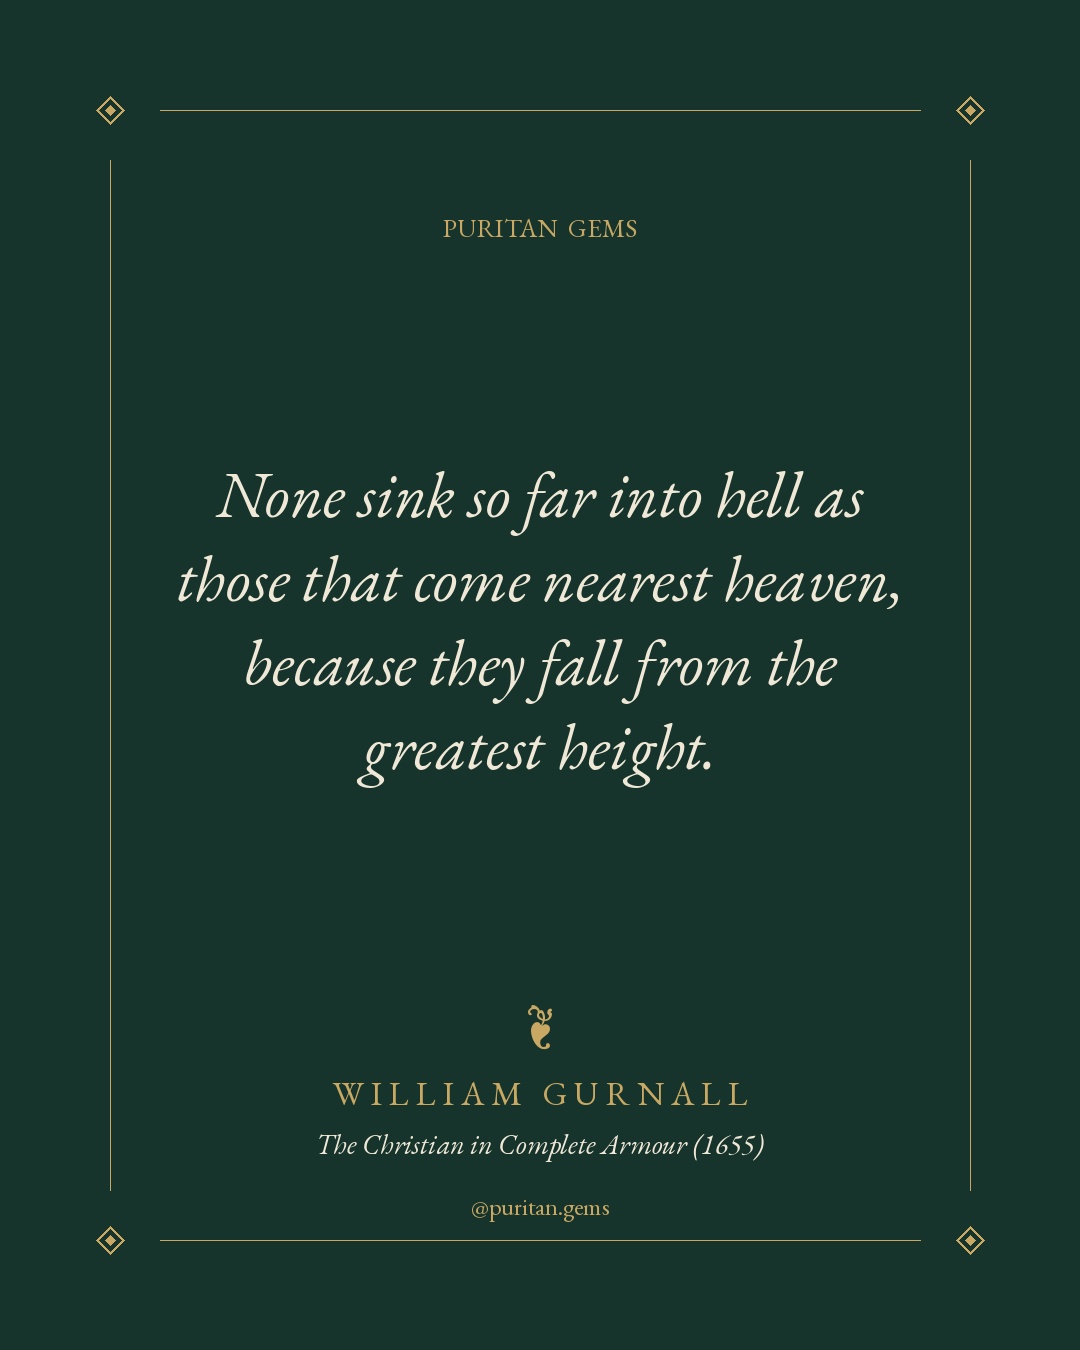 PURITAN GEMS
None sink so far into hell as
those that come nearest heaven,
because they fall from the
greatest height.
WILLIAM GURNALL
The Christian in Complete Armour (1655)
@puritan.gems